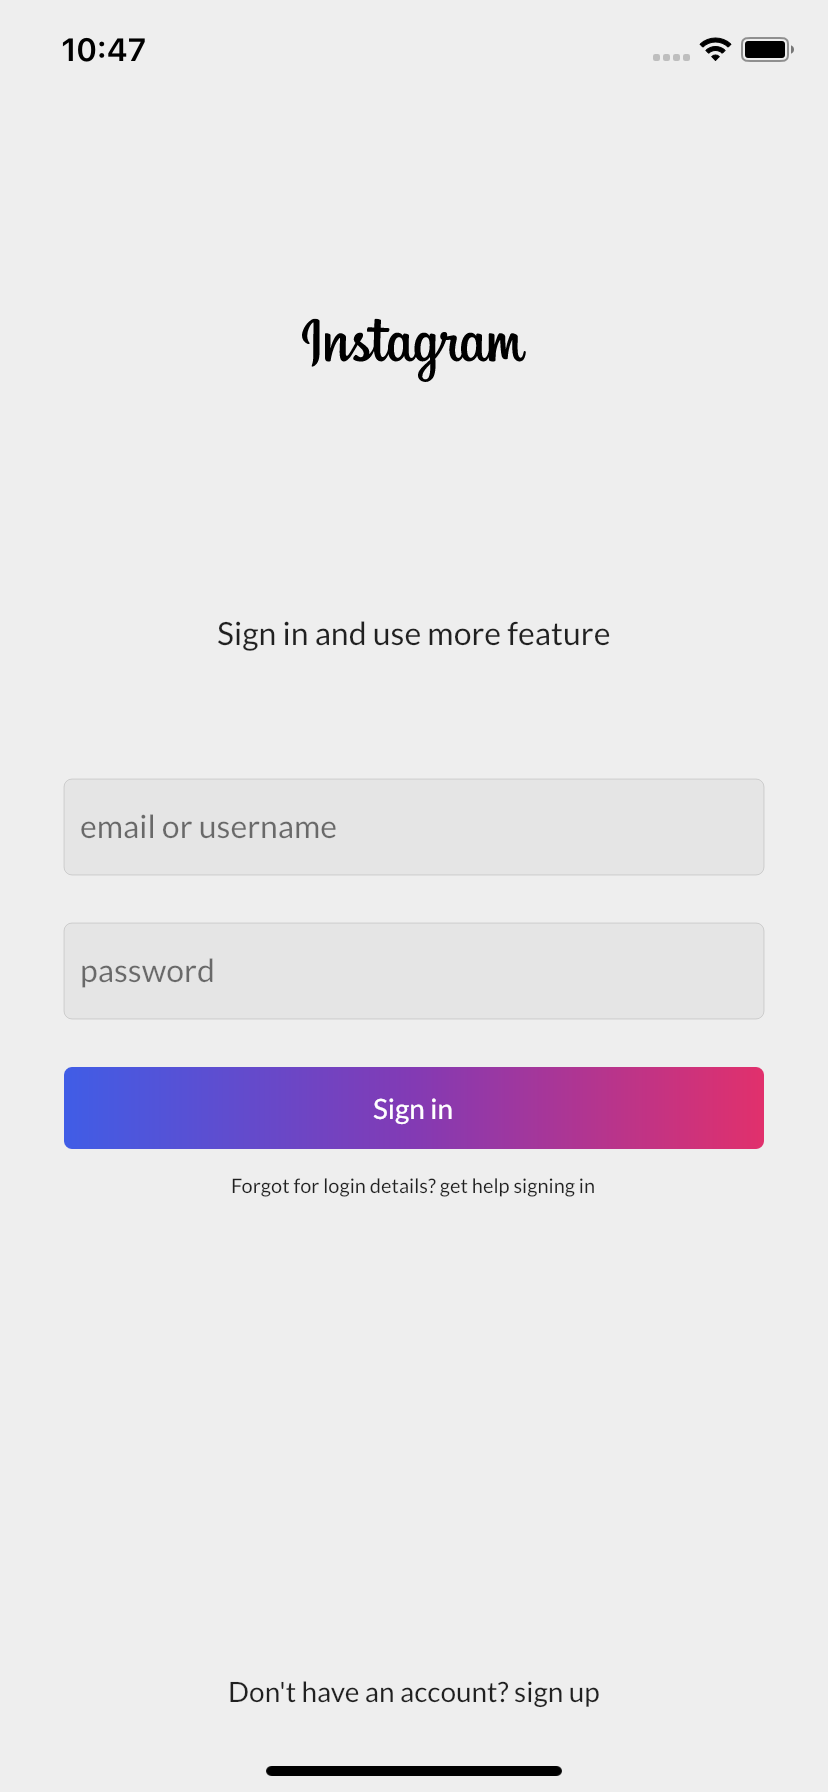 10:47
Instagram
Sign in and use more feature
email or username
password
Sign in
Forgot for login details? get help signing in
Don't have an account? sign up